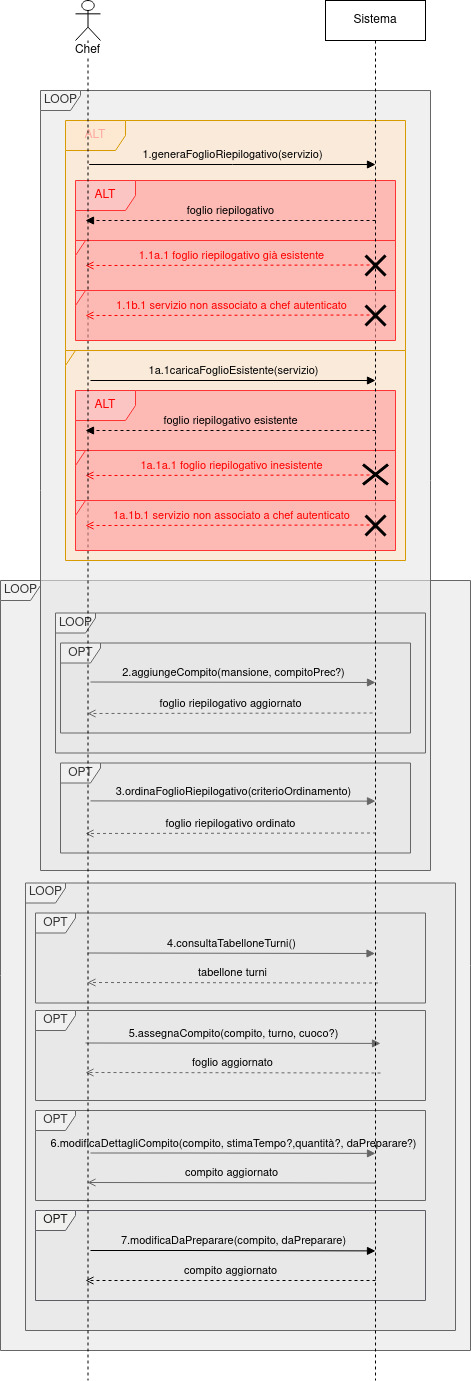 Sistema
Chef
LOOP
ALT
1.generaFoglioRiepilogativo(servizio)
ALT
foglio riepilogativo
1.1a.1 foglio riepilogativo già esistente
1.1b.1 servizio non associato a chef autenticato
1a.1caricaFoglioEsistente(servizio)
ALT
foglio riepilogativo esistente
1a.1a.1 foglio riepilogativo inesistente
1a.1b.1 servizio non associato a chef autenticato
LOOP
LOOP
OPT
2.aggiungeCompito(mansione, compitoPrec?)
foglio riepilogativo aggiornato
OPT
3.ordinaFoglioRiepilogativo(criterioOrdinamento)
foglio riepilogativo ordinato
LOOP
OPT
4.consultaTabelloneTurni()
tabellone turni
OPT
5.assegnaCompito(compito, turno, cuoco?)
foglio aggiornato
OPT
6.modificaDettagliCompito(compito, stimaTempo?,quantità?, daPreparare?)
compito aggiornato
OPT
7.modificaDaPreparare(compito, daPreparare)
compito aggiornato